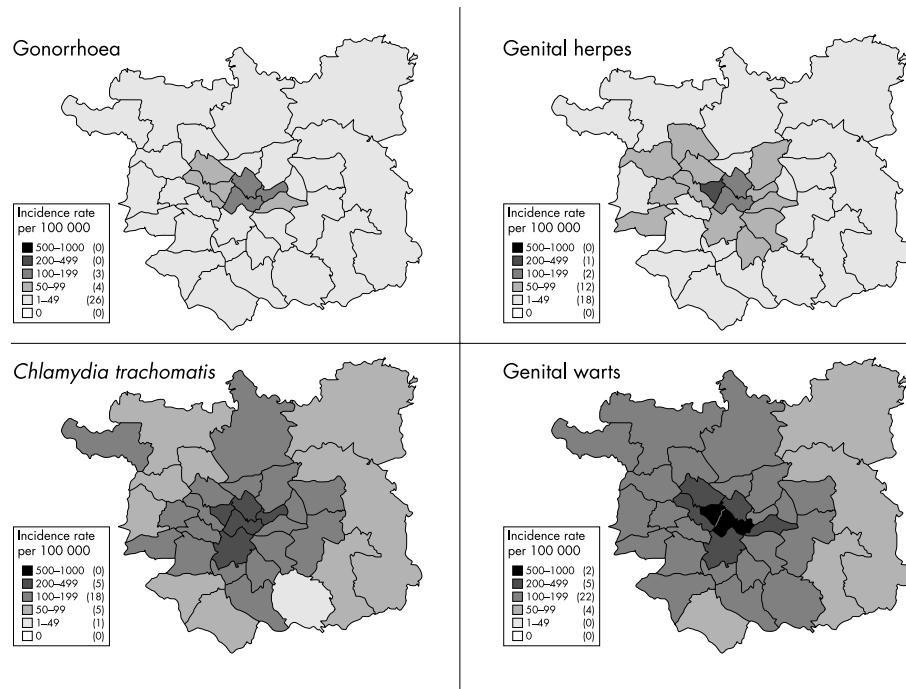 Gonorrhoea
Incidence rate
per 100 000
500–1000 (0)
200–499 (0)
100–199 (3)
50–99 (4)
1–49 (26)
0 (0)
Genital herpes
Incidence rate
per 100 000
500–1000 (0)
200–499 (1)
100–199 (2)
50–99 (12)
1–49 (18)
0 (0)
Chlamydia trachomatis
Incidence rate
per 100 000
500–1000 (0)
200–499 (5)
100–199 (18)
50–99 (5)
1–49 (1)
0 (0)
Genital warts
Incidence rate
per 100 000
500–1000 (2)
200–499 (5)
100–199 (22)
50–99 (4)
1–49 (0)
0 (0)